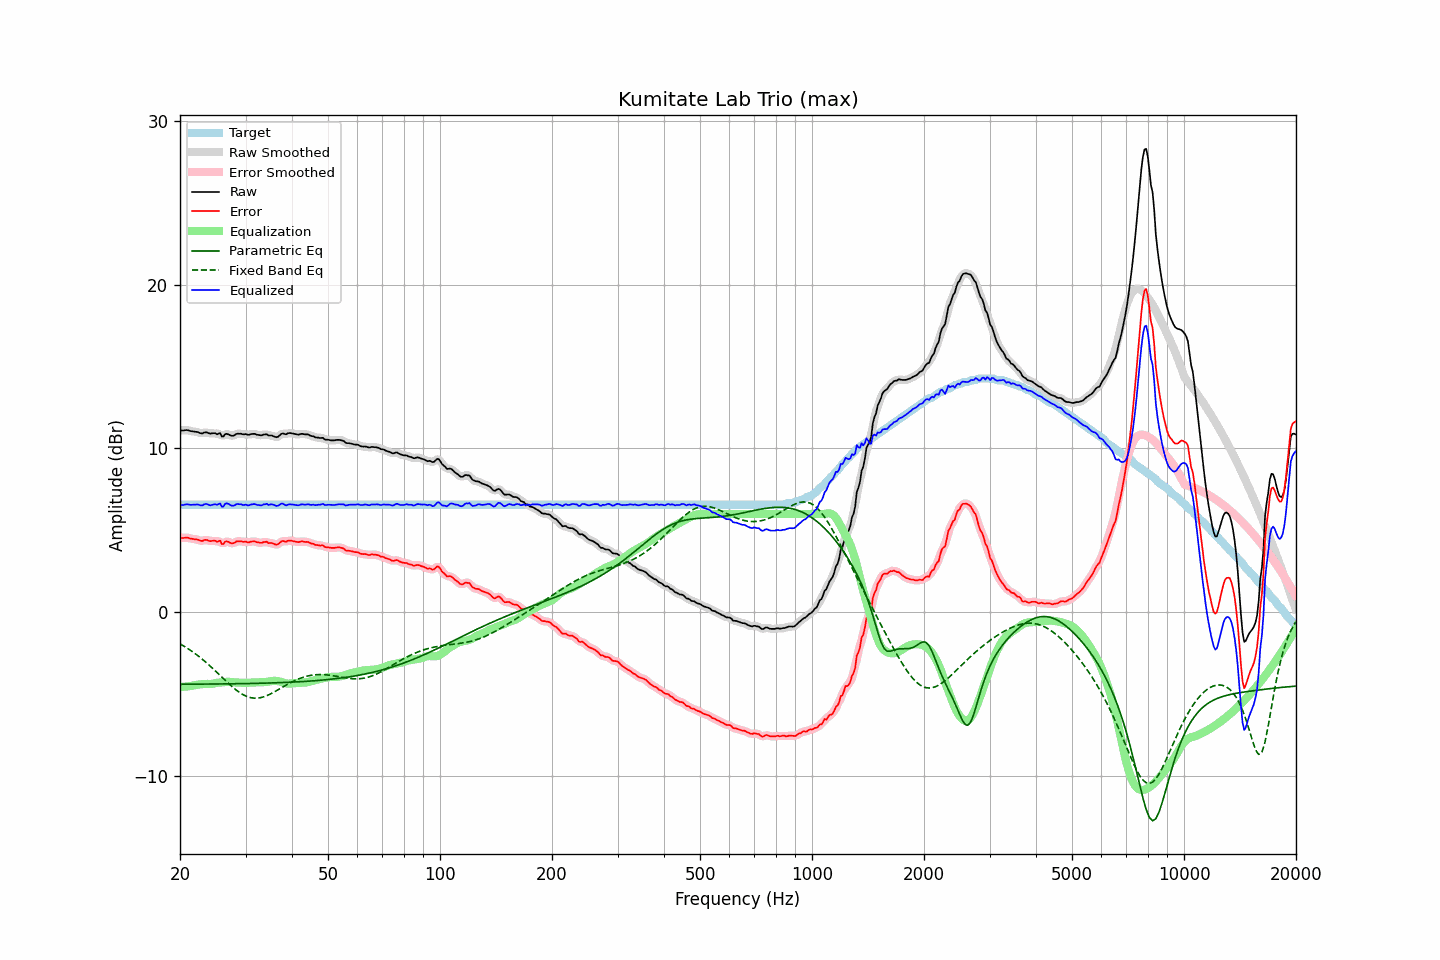 Kumitate Lab Trio (max)
Target
Raw Smoothed
Error Smoothed
Raw
Error
Equalization
Parametric Eq
Fixed Band Eq
Equalized
30
20
10
0
−10
Amplitude (dBr)
20 50 100 200 500 1000 2000 5000 10000 20000
Frequency (Hz)